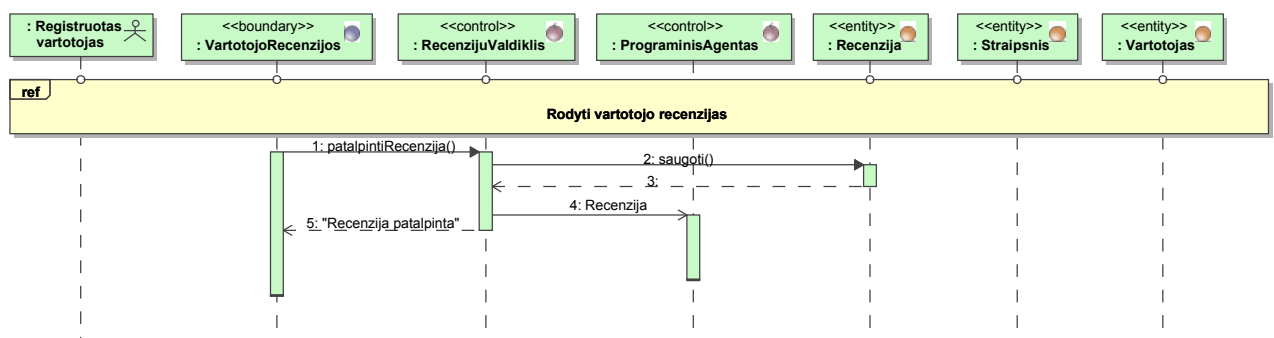 : Registruotas
vartotojas
<<boundary>>
: VartotojoRecenzijos
<<control>>
: RecenzijuValdiklis
<<control>>
: PrograminisAgentas
<<entity>>
: Recenzija
<<entity>>
: Straipsnis
<<entity>>
: Vartotojas
ref
Rodyti vartotojo recenzijas
1: patalpintiRecenzija()
2: saugoti()
3:
4: Recenzija
5: "Recenzija patalpinta"